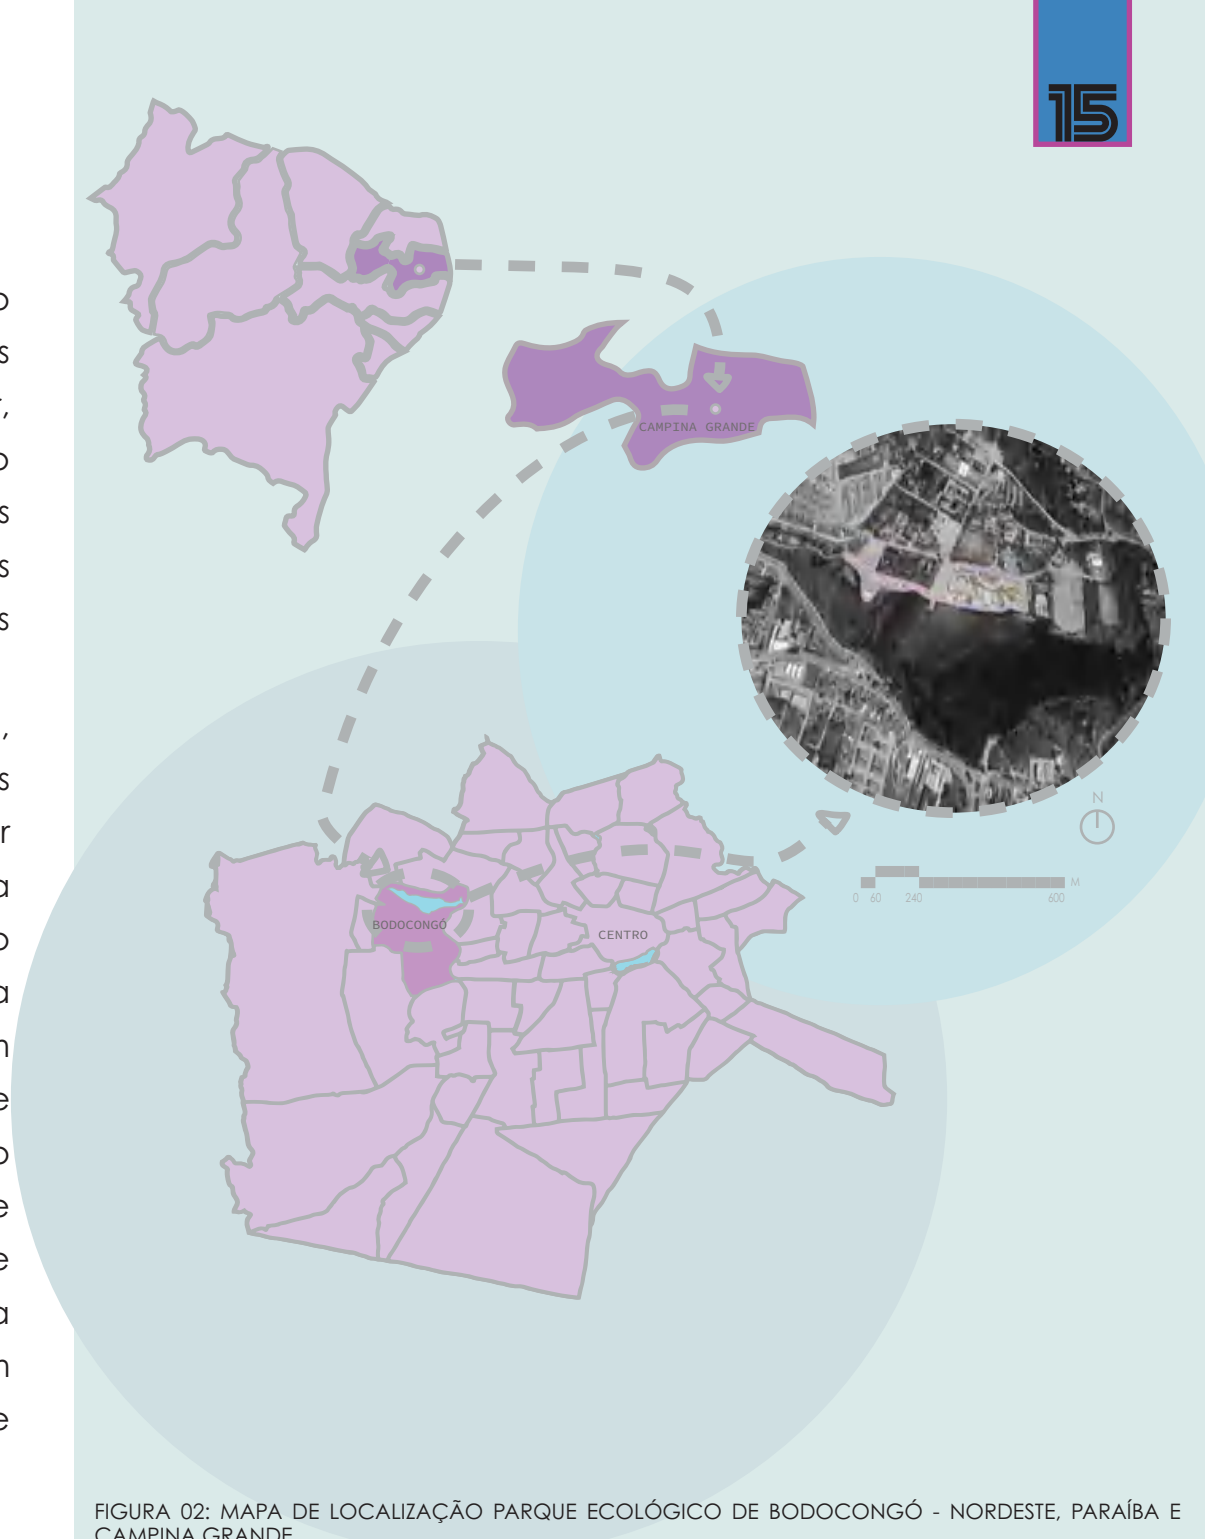 15
o
s
,
o
s
s
s
,
s
r
a
o
a
n
e
o
e
e
a
n
e
CAMPINA GRANDE
N
M
0 60 240 600
BODOCONGÓ
CENTRO
FIGURA 02: MAPA DE LOCALIZAÇÃO PARQUE ECOLÓGICO DE BODOCONGÓ - NORDESTE, PARAÍBA E
CAMPINA GRANDE